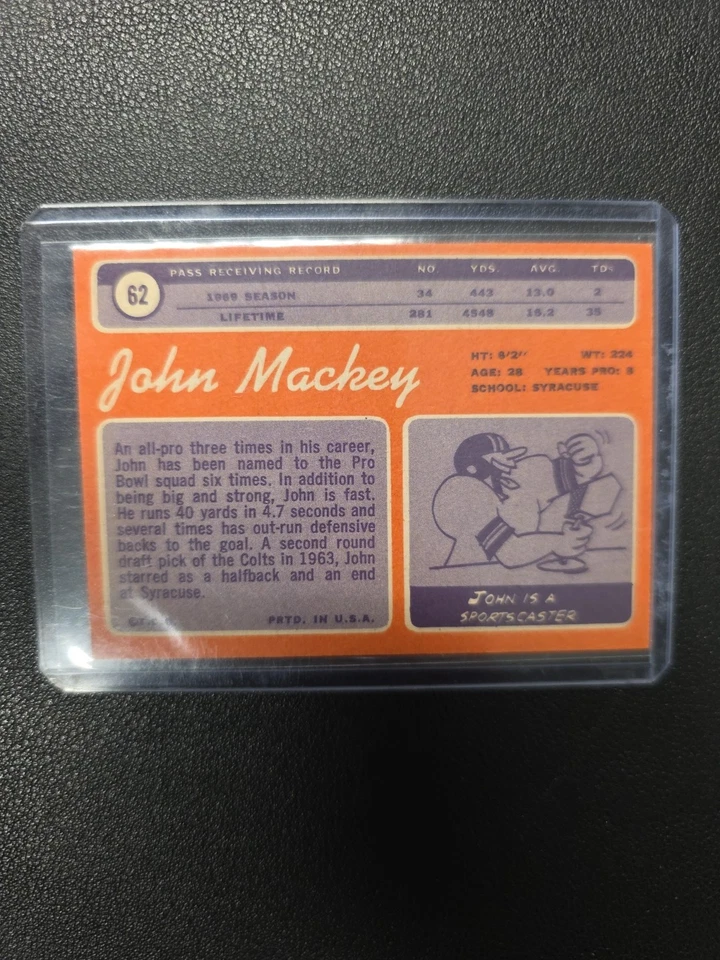 62
PASS RECEIVING RECORD NO. YDS. AVG. TDS
1969 SEASON 34 443 13.0 2
LIFETIME 281 4548 16.2 35
John Mackey
HT: 6'2" WT: 224
AGE: 28 YEARS PRO: 8
SCHOOL: SYRACUSE
An all-pro three times in his career,
John has been named to the Pro
Bowl squad six times. In addition to
being big and strong, John is fast.
He runs 40 yards in 4.7 seconds and
several times has out-run defensive
backs to the goal. A second round
draft pick of the Colts in 1963, John
starred as a halfback and an end
at Syracuse.
PRTD. IN U.S.A.
JOHN IS A
SPORTSCASTER